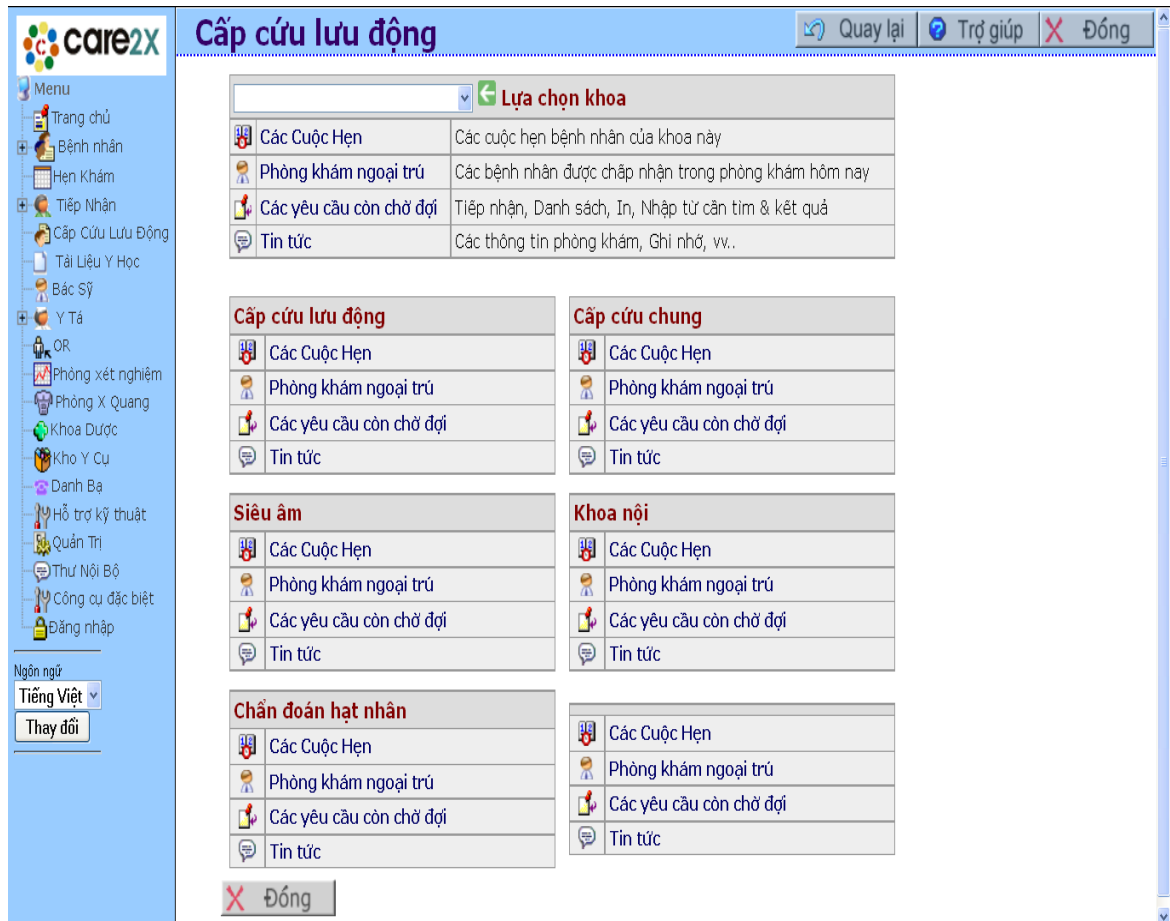 care2x
Cấp cứu lưu động
Quay lại
Trợ giúp
Đóng
Menu
Trang chủ
Bệnh nhân
Hẹn Khám
Tiếp Nhận
Cấp Cứu Lưu Động
Tài Liệu Y Học
Bác Sỹ
Y Tá
OR
Phòng xét nghiệm
Phòng X Quang
Khoa Dược
Kho Y Cụ
Danh Bạ
Hỗ trợ kỹ thuật
Quản Trị
Thư Nội Bộ
Công cụ đặc biệt
Đăng nhập
Ngôn ngữ
Tiếng Việt
Thay đổi
Lựa chọn khoa
Các Cuộc Hẹn Các cuộc hẹn bệnh nhân của khoa này
Phòng khám ngoại trú Các bệnh nhân được chấp nhận trong phòng khám hôm nay
Các yêu cầu còn chờ đợi Tiếp nhận, Danh sách, In, Nhập từ cần tìm & kết quả
Tin tức Các thông tin phòng khám, Ghi nhớ, vv..
Cấp cứu lưu động
Các Cuộc Hẹn
Phòng khám ngoại trú
Các yêu cầu còn chờ đợi
Tin tức
Cấp cứu chung
Các Cuộc Hẹn
Phòng khám ngoại trú
Các yêu cầu còn chờ đợi
Tin tức
Siêu âm
Các Cuộc Hẹn
Phòng khám ngoại trú
Các yêu cầu còn chờ đợi
Tin tức
Khoa nội
Các Cuộc Hẹn
Phòng khám ngoại trú
Các yêu cầu còn chờ đợi
Tin tức
Chẩn đoán hạt nhân
Các Cuộc Hẹn
Phòng khám ngoại trú
Các yêu cầu còn chờ đợi
Tin tức
Các Cuộc Hẹn
Phòng khám ngoại trú
Các yêu cầu còn chờ đợi
Tin tức
Đóng